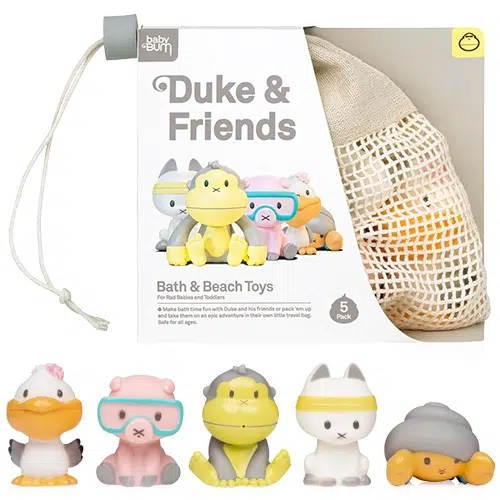 baby
Bum
Duke &
Friends
Bath & Beach Toys
For Rad Babies and Toddlers
Make bath time fun with Duke and his friends or pack 'em up
and take them on an epic adventure in their own little travel bag.
Safe for all ages.
5
Pack